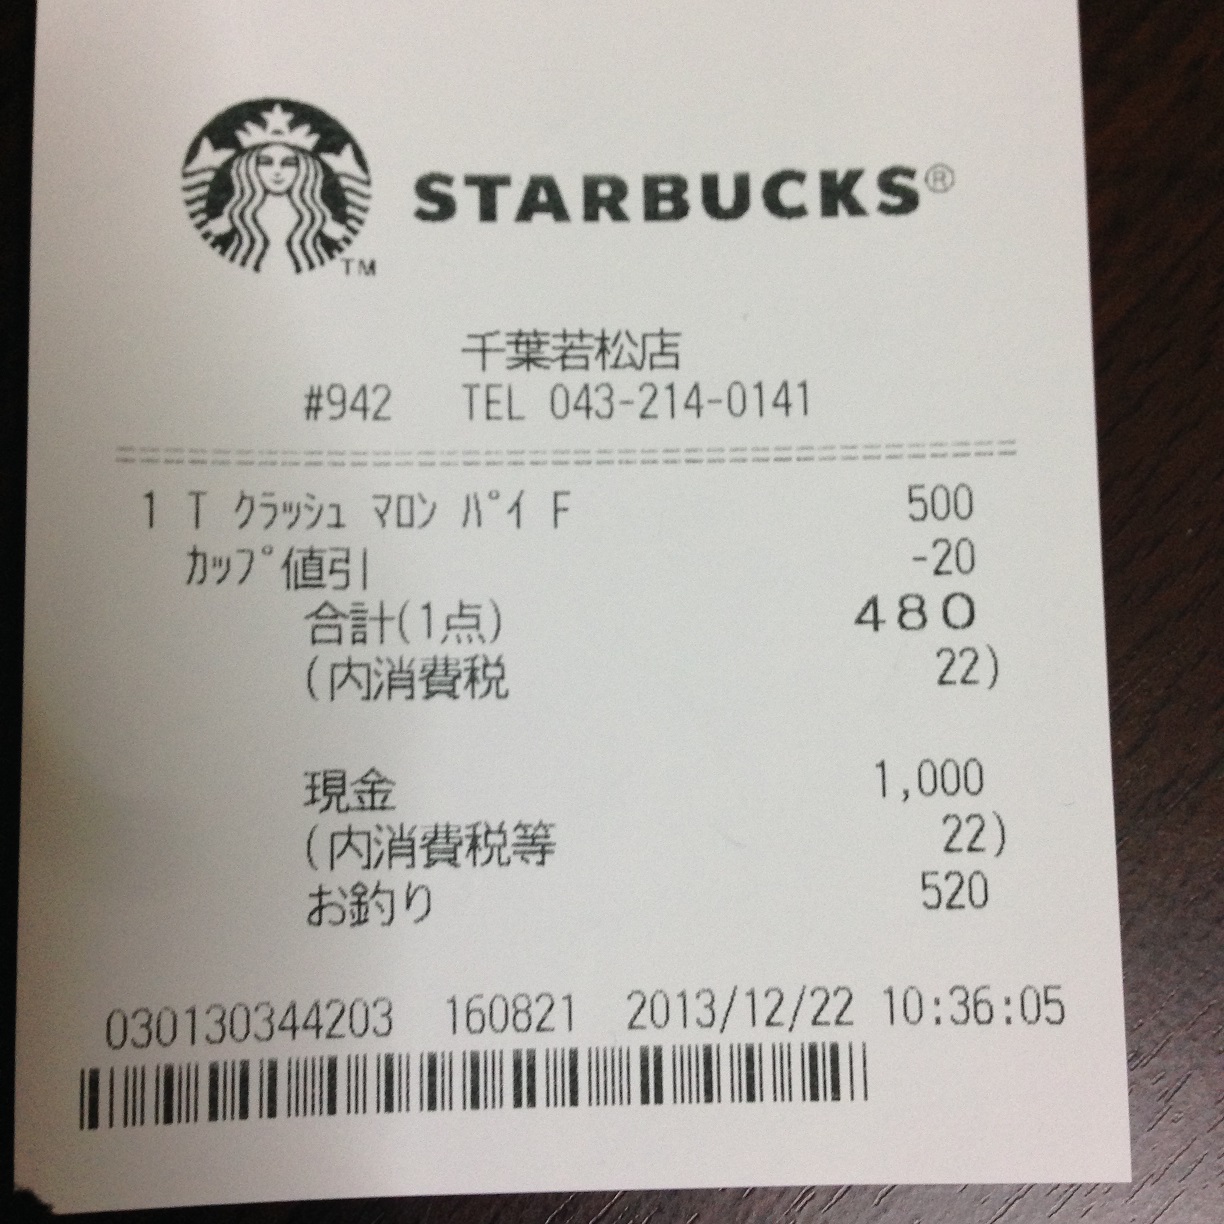 STARBUCKS®
TM
千葉若松店
#942 TEL 043-214-0141
1 T ｸﾗｯｼｭ ﾏﾛﾝ ﾊﾟｲ F 500
ｶｯﾌﾟ値引 -20
合計(1点) 480
(内消費税 22)
現金 1,000
(内消費税等 22)
お釣り 520
030130344203 160821 2013/12/22 10:36:05